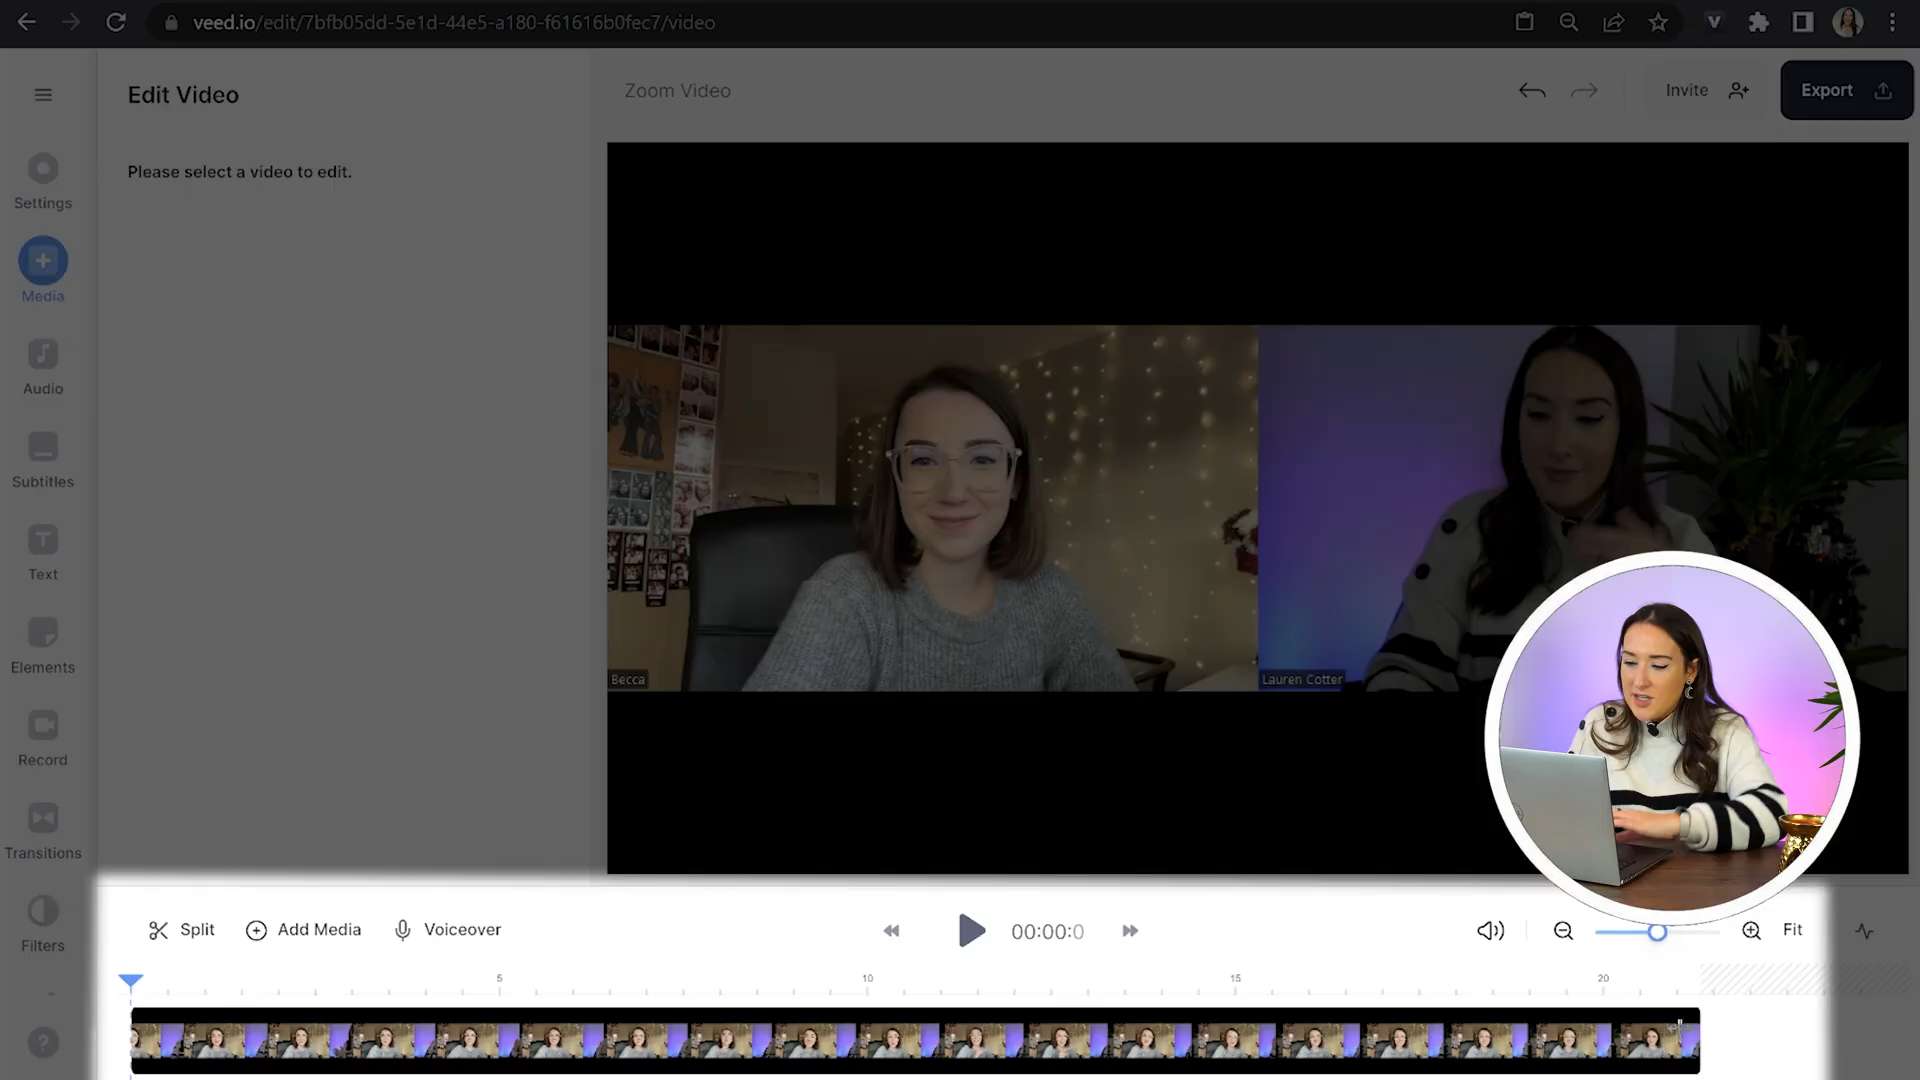 veed.io/edit/7bfb05dd-5e1d-44e5-a180-f61616b0fec7/video
Edit Video
Zoom Video
Invite
Export
Please select a video to edit.
Settings
Media
Audio
Subtitles
Text
Elements
Record
Transitions
Filters
Becca
Lauren Cotter
Split
Add Media
Voiceover
00:00:0
Fit
5
10
15
20